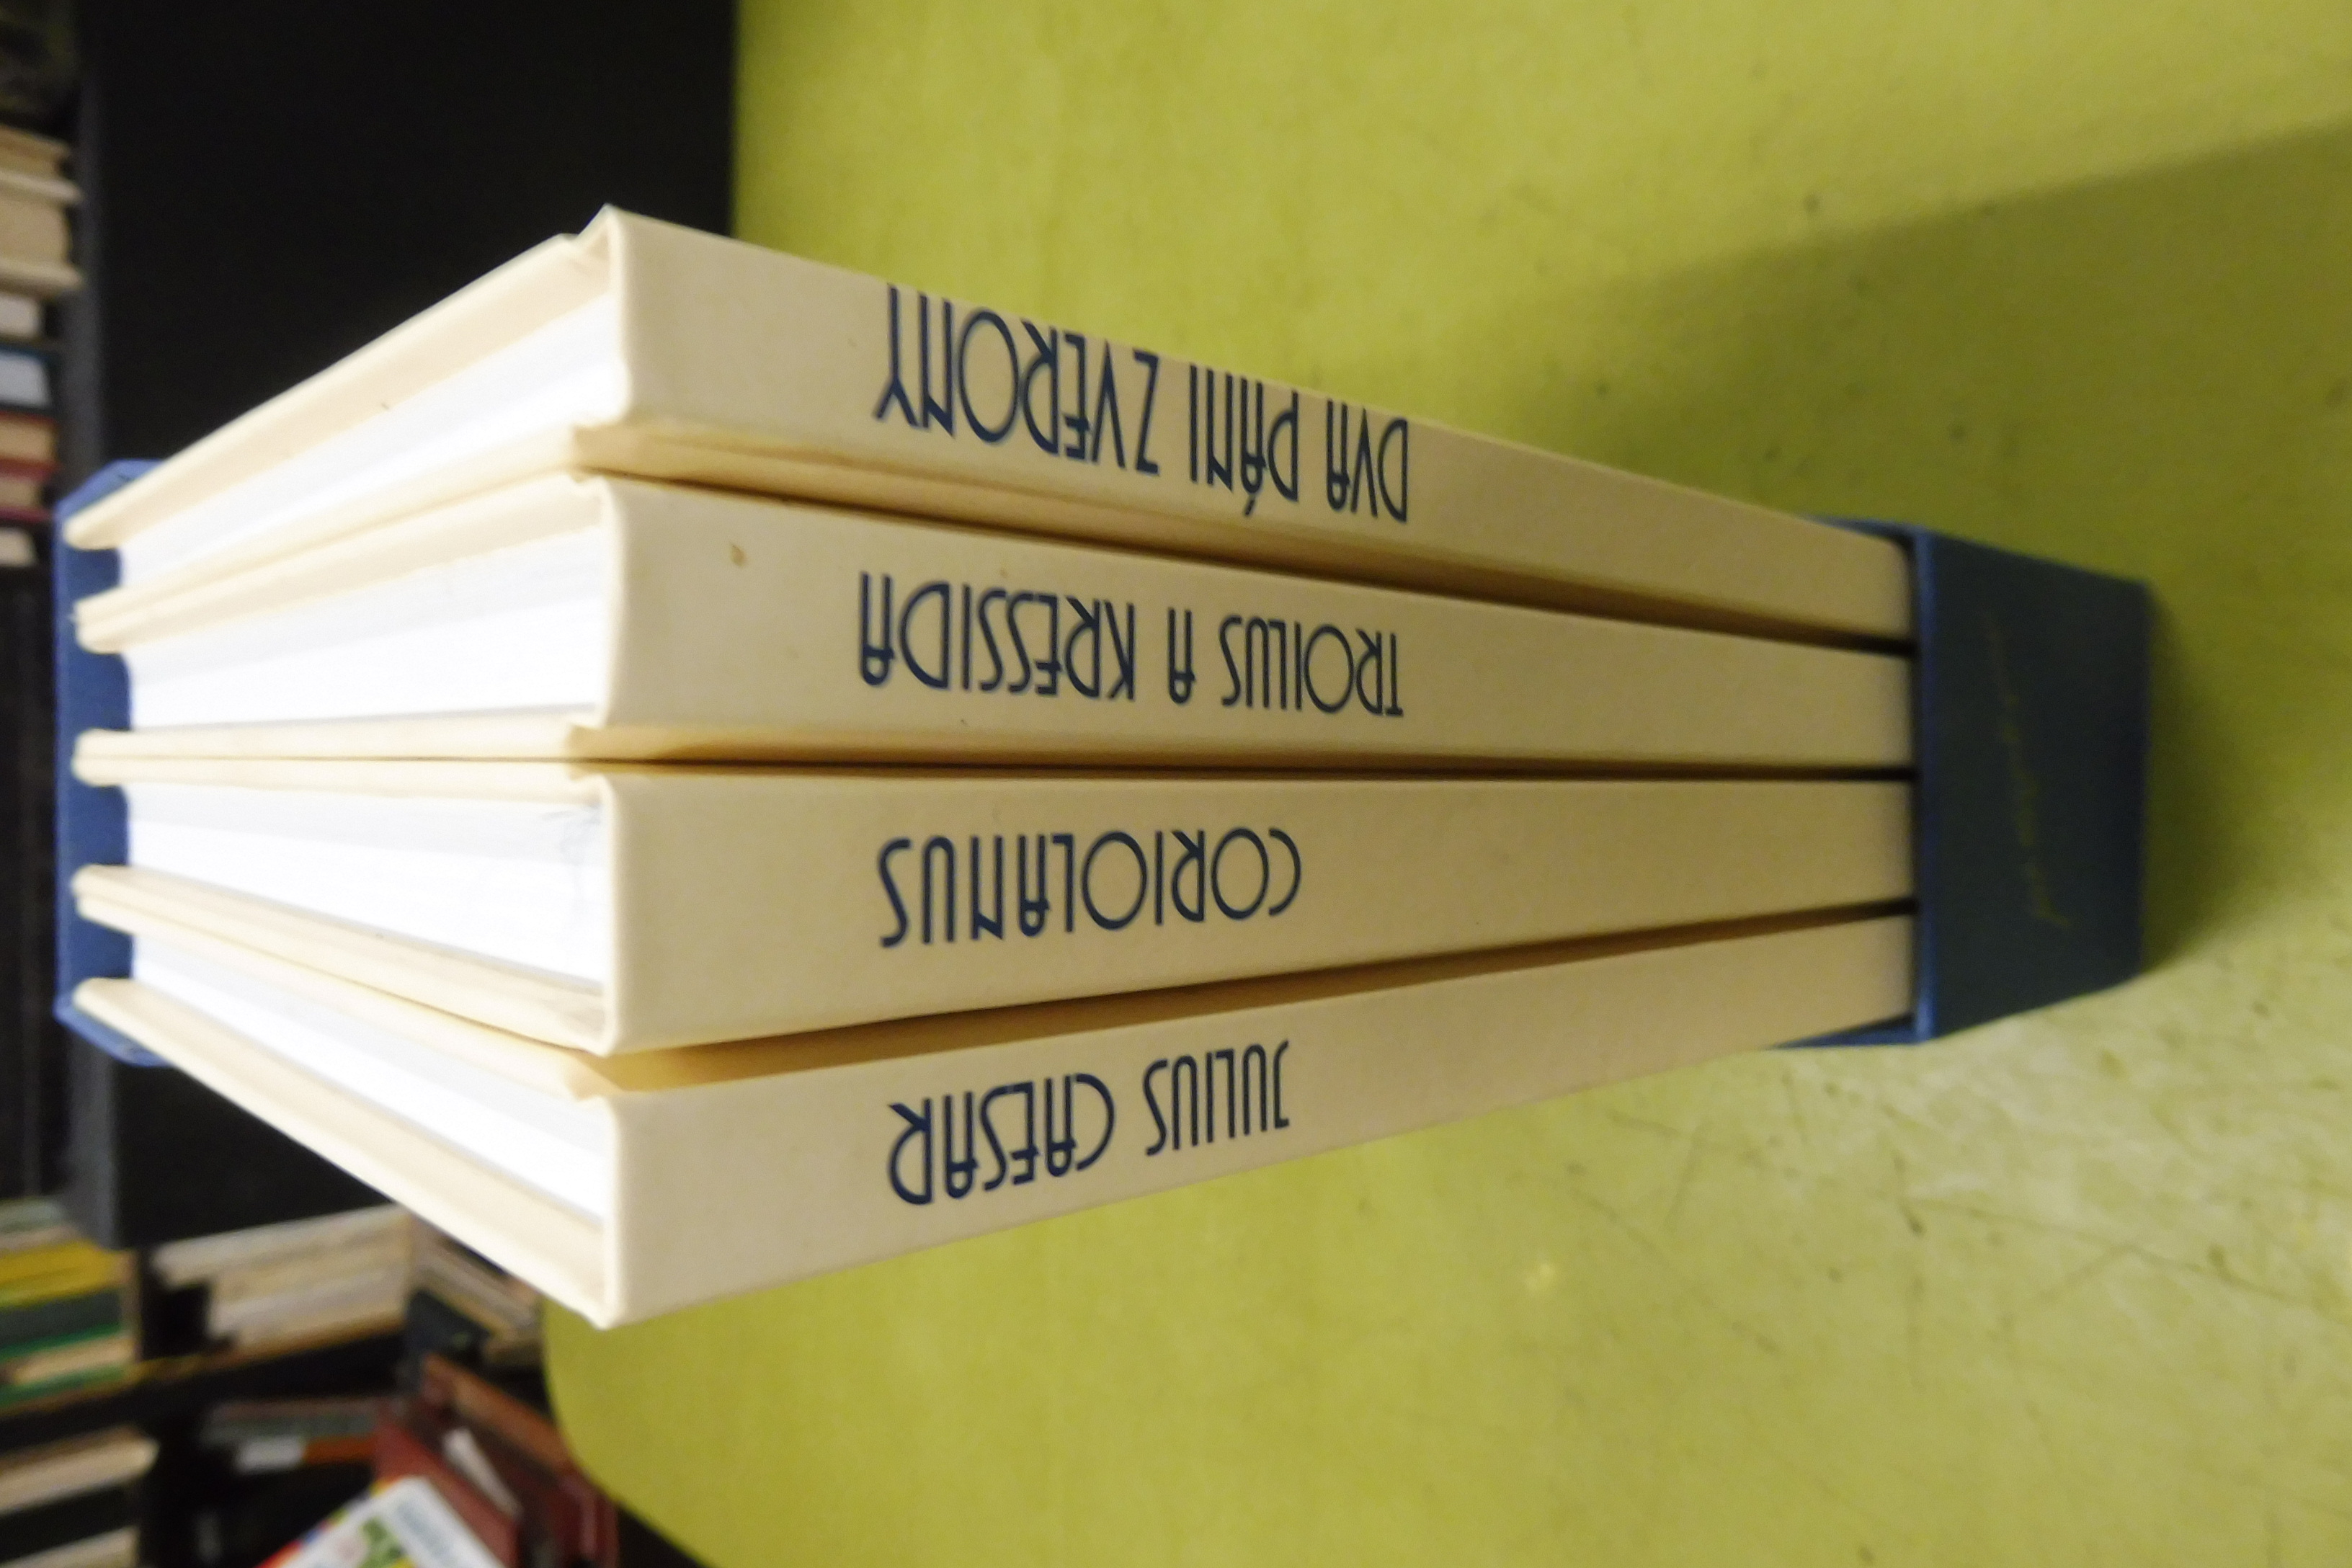 JULIUS CAESAR
CORIOLANUS
TROILUS A KRESSIDA
DVA PÁNI Z VERONY